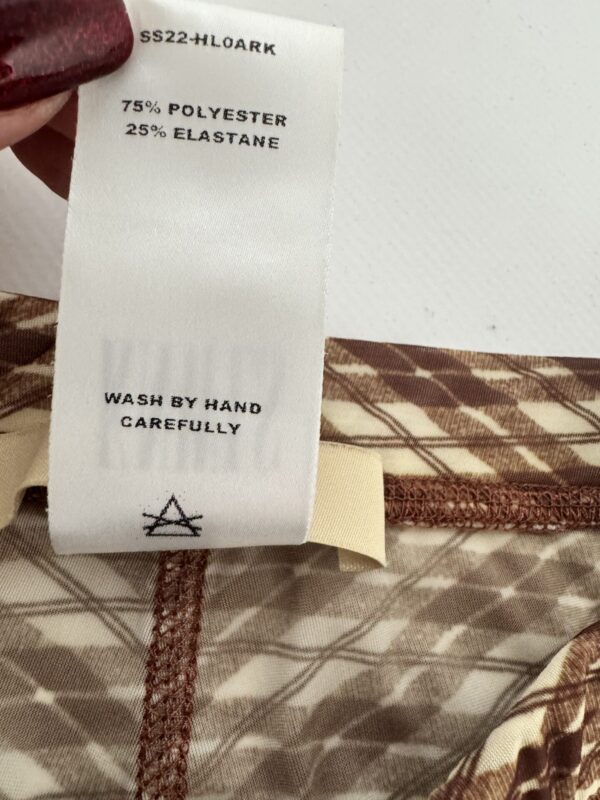 SS22-HL0ARK
75% POLYESTER
25% ELASTANE
WASH BY HAND
CAREFULLY